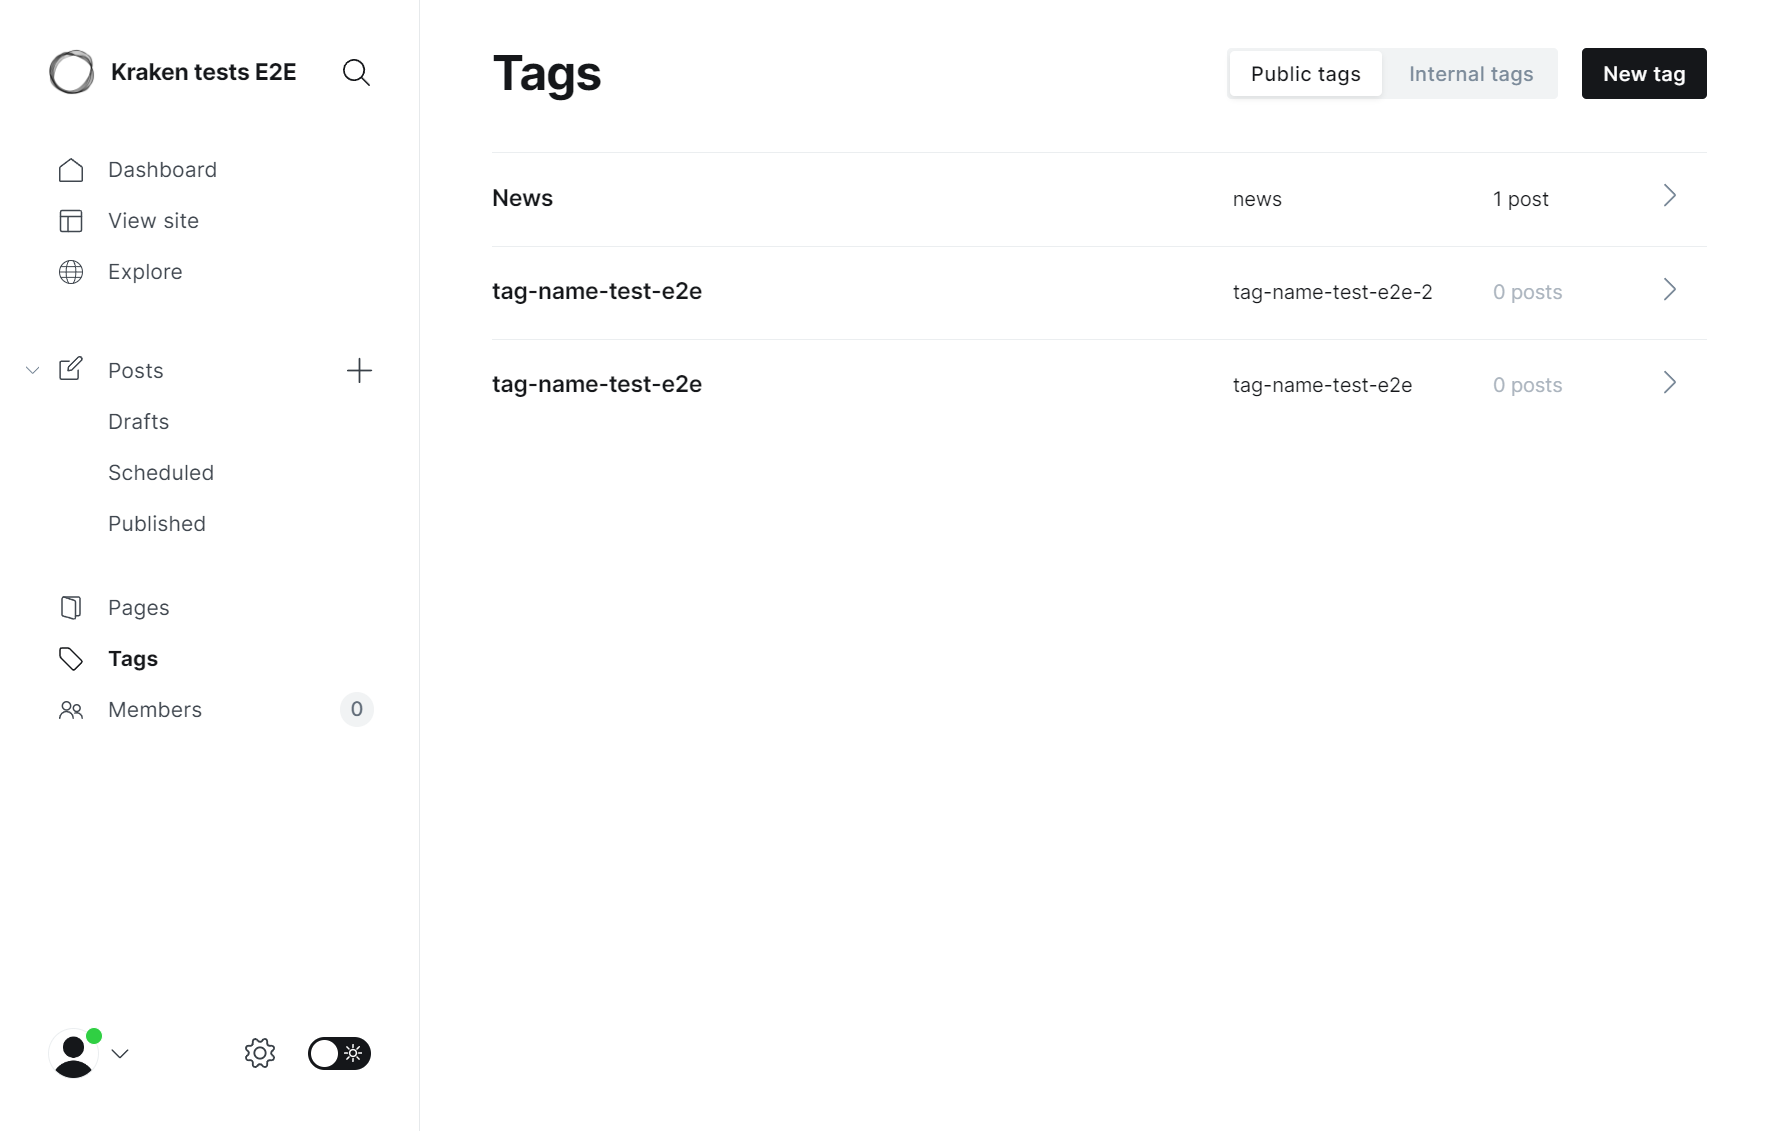 Kraken tests E2E
Dashboard
View site
Explore
Posts
Drafts
Scheduled
Published
Pages
Tags
Members 0
Tags
Public tags Internal tags New tag
News news 1 post
tag-name-test-e2e tag-name-test-e2e-2 0 posts
tag-name-test-e2e tag-name-test-e2e 0 posts